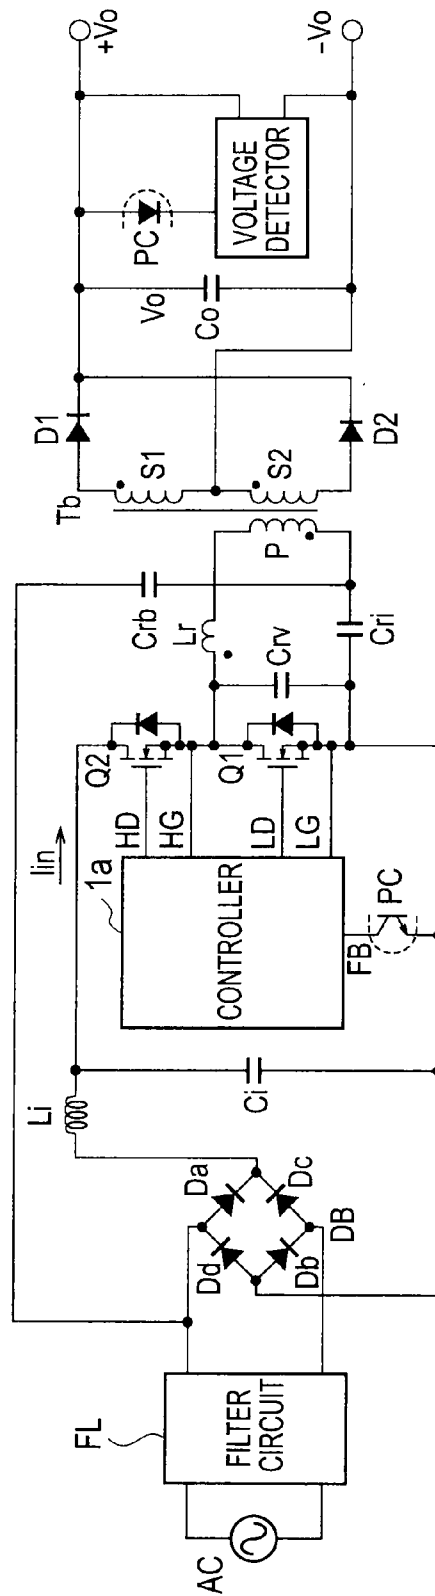 AC
FL
FILTER
CIRCUIT
Da
Dd
Dc
Db
DB
Li
Ci
Iin
1a
CONTROLLER
HD
HG
LD
LG
FB
PC
Q2
Q1
Crb
Lr
Crv
Cri
Tb
P
S1
S2
D1
D2
Vo
Co
PC
VOLTAGE
DETECTOR
+Vo
-Vo